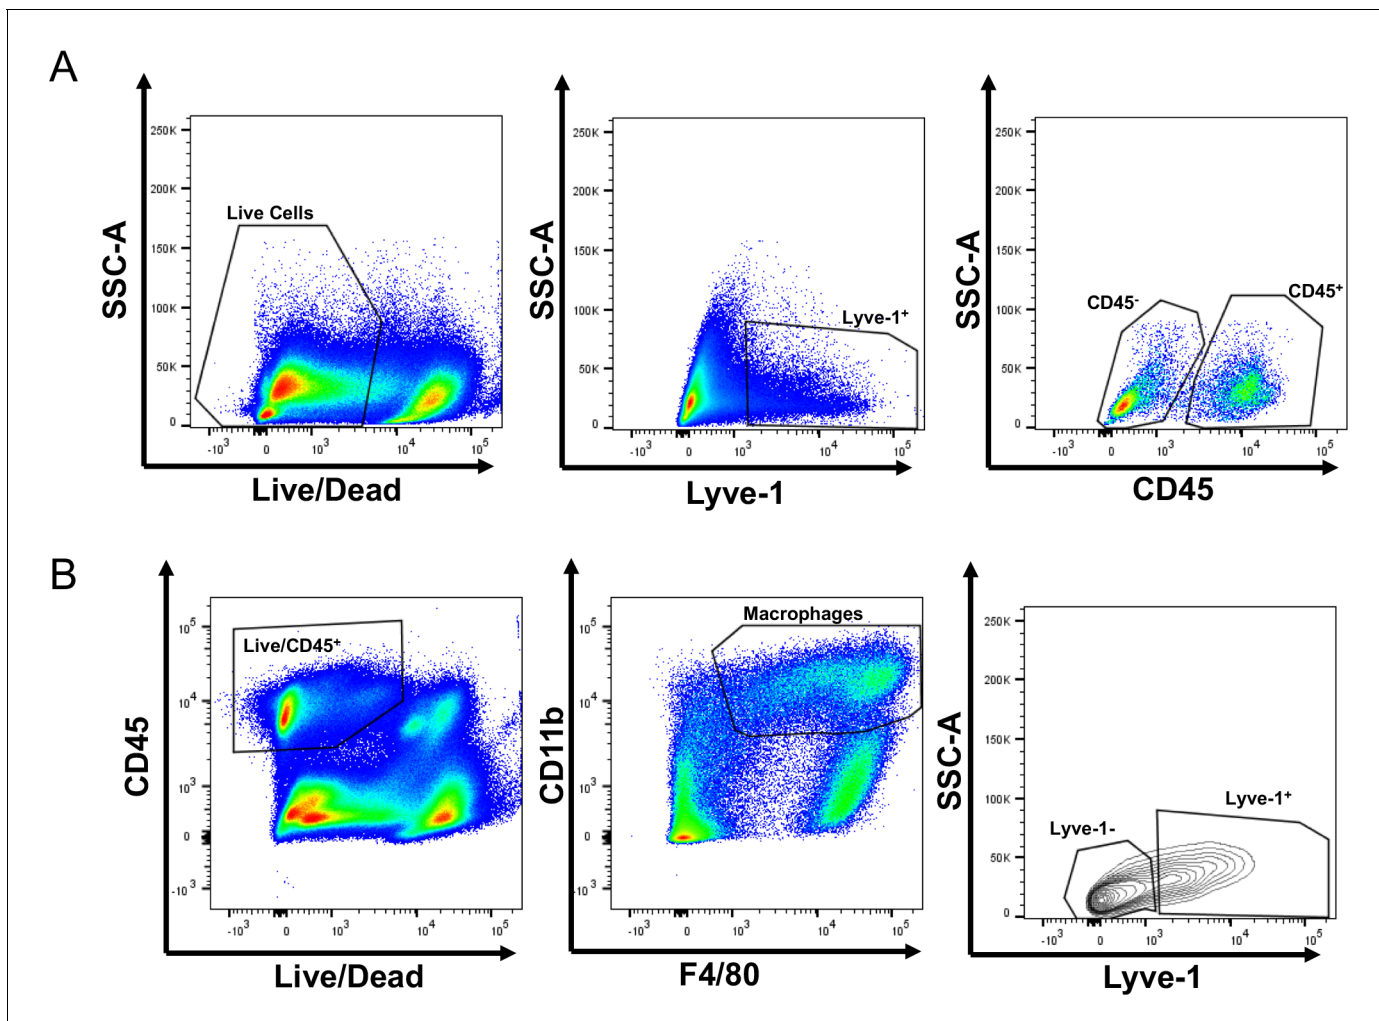 A
SSC-A
250K
200K
150K
100K
50K
0
Live Cells
-10³ 0 10³ 10⁴ 10⁵
Live/Dead
SSC-A
250K
200K
150K
100K
50K
0
Lyve-1⁺
-10³ 0 10³ 10⁴ 10⁵
Lyve-1
SSC-A
250K
200K
150K
100K
50K
0
CD45⁻
CD45⁺
-10³ 0 10³ 10⁴ 10⁵
CD45
B
CD45
10⁵
10⁴
10³
0
-10³
Live/CD45⁺
-10³ 0 10³ 10⁴ 10⁵
Live/Dead
CD11b
10⁵
10⁴
10³
0
-10³
Macrophages
-10³ 0 10³ 10⁴ 10⁵
F4/80
SSC-A
250K
200K
150K
100K
50K
0
Lyve-1-
Lyve-1⁺
-10³ 0 10³ 10⁴ 10⁵
Lyve-1